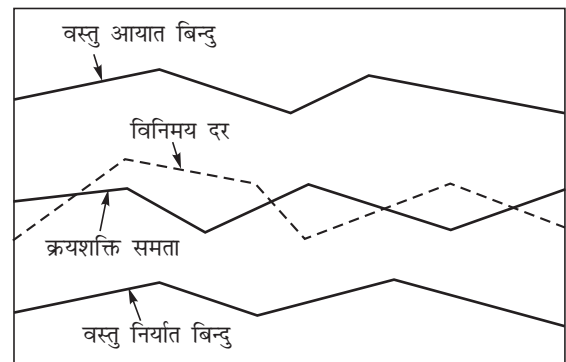 वस्तु आयात बिन्दु
विनिमय दर
क्रयशक्ति समता
वस्तु निर्यात बिन्दु